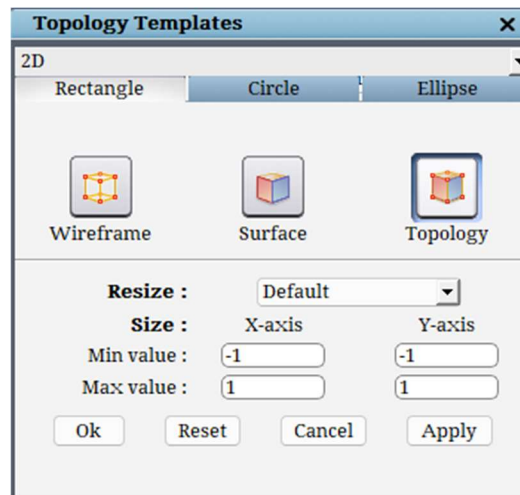 Topology Templates
2D
Rectangle Circle Ellipse
Wireframe Surface Topology
Resize : Default
Size : X-axis Y-axis
Min value : -1 -1
Max value : 1 1
Ok Reset Cancel Apply